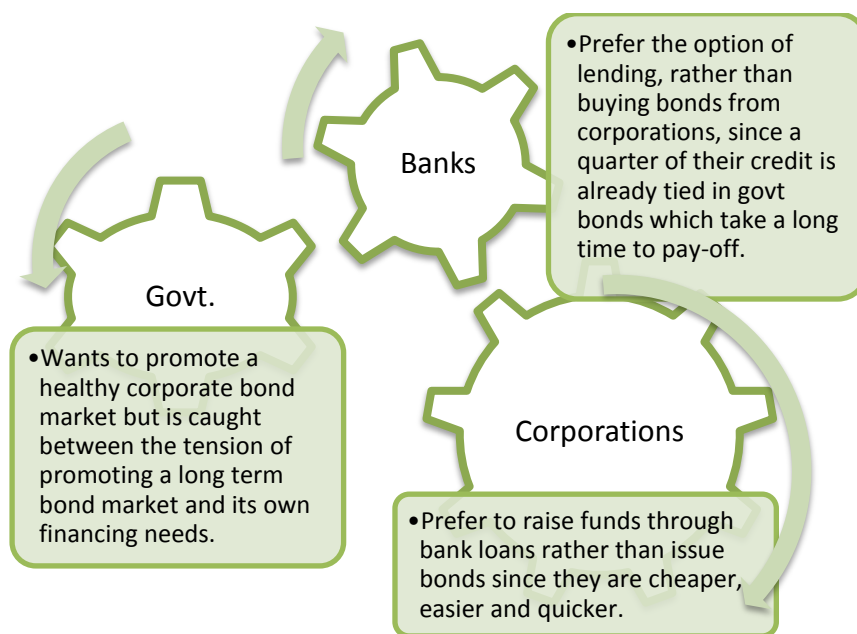 Banks
•Prefer the option of
lending, rather than
buying bonds from
corporations, since a
quarter of their credit is
already tied in govt
bonds which take a long
time to pay-off.
Govt.
•Wants to promote a
healthy corporate bond
market but is caught
between the tension of
promoting a long term
bond market and its own
financing needs.
Corporations
•Prefer to raise funds through
bank loans rather than issue
bonds since they are cheaper,
easier and quicker.